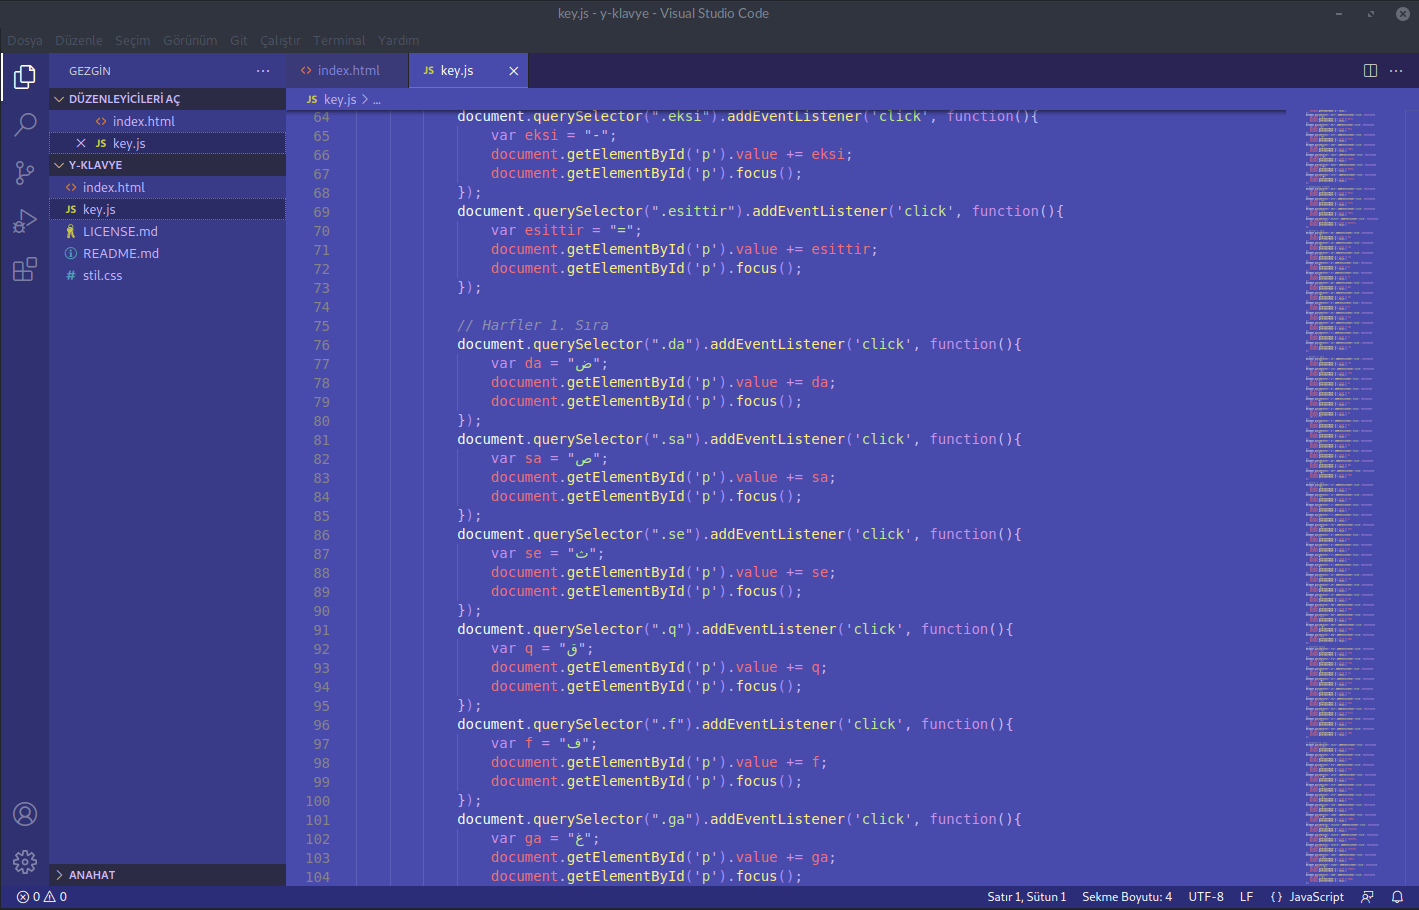 key.js - y-klavye - Visual Studio Code
Dosya Düzenle Seçim Görünüm Git Çalıştır Terminal Yardım
GEZGİN
index.html
key.js
DÜZENLEYİCİLERİ AÇ
index.html
JS key.js
Y-KLAVYE
index.html
JS key.js
LICENSE.md
README.md
# stil.css
ANAHAT
JS key.js > ...
64 document.querySelector(".eksi").addEventListener('click', function(){
65 var eksi = "-";
66 document.getElementById('p').value += eksi;
67 document.getElementById('p').focus();
68 });
69 document.querySelector(".esittir").addEventListener('click', function(){
70 var esittir = "=";
71 document.getElementById('p').value += esittir;
72 document.getElementById('p').focus();
73 });
74
75 // Harfler 1. Sıra
76 document.querySelector(".da").addEventListener('click', function(){
77 var da = "ض";
78 document.getElementById('p').value += da;
79 document.getElementById('p').focus();
80 });
81 document.querySelector(".sa").addEventListener('click', function(){
82 var sa = "ص";
83 document.getElementById('p').value += sa;
84 document.getElementById('p').focus();
85 });
86 document.querySelector(".se").addEventListener('click', function(){
87 var se = "ث";
88 document.getElementById('p').value += se;
89 document.getElementById('p').focus();
90 });
91 document.querySelector(".q").addEventListener('click', function(){
92 var q = "ق";
93 document.getElementById('p').value += q;
94 document.getElementById('p').focus();
95 });
96 document.querySelector(".f").addEventListener('click', function(){
97 var f = "ف";
98 document.getElementById('p').value += f;
99 document.getElementById('p').focus();
100 });
101 document.querySelector(".ga").addEventListener('click', function(){
102 var ga = "غ";
103 document.getElementById('p').value += ga;
104 document.getElementById('p').focus();
0 0 Satır 1, Sütun 1 Sekme Boyutu: 4 UTF-8 LF {} JavaScript